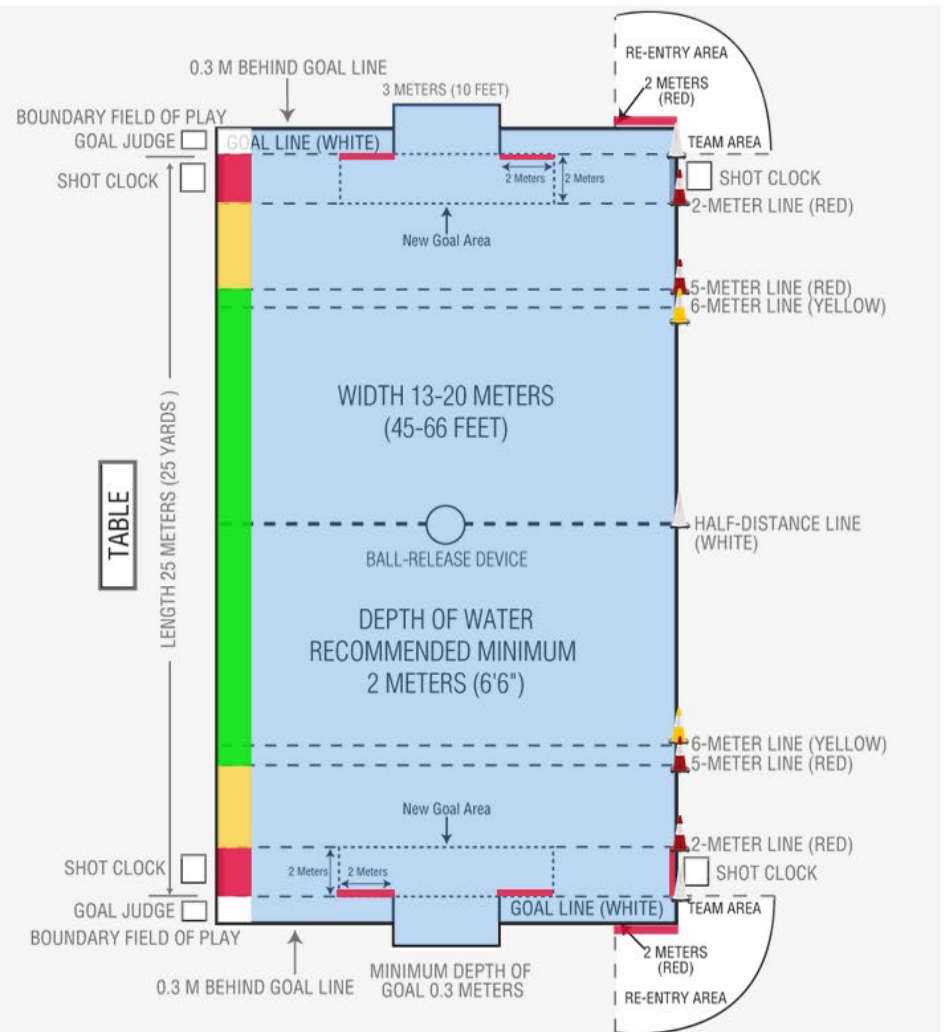 RE-ENTRY AREA
0.3 M BEHIND GOAL LINE
3 METERS (10 FEET)
2 METERS
(RED)
BOUNDARY FIELD OF PLAY
GOAL JUDGE
GOAL LINE (WHITE)
TEAM AREA
SHOT CLOCK
2 Meters
2 Meters
SHOT CLOCK
2-METER LINE (RED)
New Goal Area
5-METER LINE (RED)
6-METER LINE (YELLOW)
WIDTH 13-20 METERS
(45-66 FEET)
TABLE
LENGTH 25 METERS (25 YARDS )
HALF-DISTANCE LINE
(WHITE)
BALL-RELEASE DEVICE
DEPTH OF WATER
RECOMMENDED MINIMUM
2 METERS (6'6")
6-METER LINE (YELLOW)
5-METER LINE (RED)
New Goal Area
2-METER LINE (RED)
SHOT CLOCK
2 Meters
2 Meters
SHOT CLOCK
GOAL JUDGE
GOAL LINE (WHITE)
TEAM AREA
BOUNDARY FIELD OF PLAY
2 METERS
(RED)
0.3 M BEHIND GOAL LINE
MINIMUM DEPTH OF
GOAL 0.3 METERS
RE-ENTRY AREA